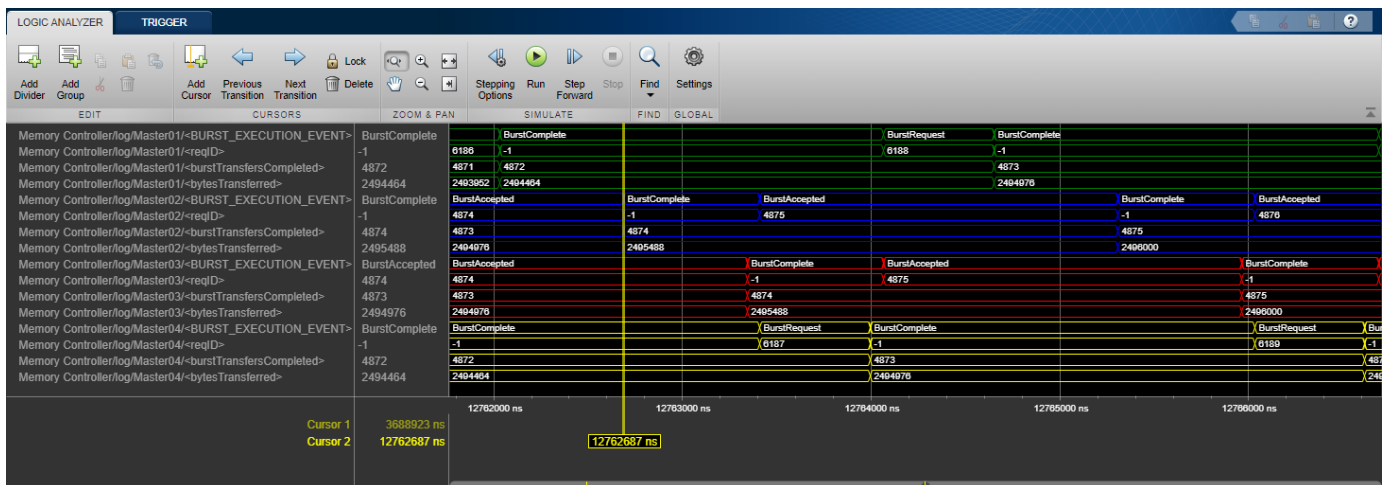 LOGIC ANALYZER TRIGGER
?
Add Divider Add Group Add Cursor Previous Transition Next Transition Lock Delete Stepping Options Run Step Forward Stop Find Settings
EDIT CURSORS ZOOM & PAN SIMULATE FIND GLOBAL
Memory Controller/log/Master01/<BURST_EXECUTION_EVENT> BurstComplete BurstComplete BurstRequest BurstComplete
Memory Controller/log/Master01/<reqID> -1 6186 -1 6188 -1
Memory Controller/log/Master01/<burstTransfersCompleted> 4872 4871 4872 4873
Memory Controller/log/Master01/<bytesTransferred> 2494464 2493952 2494464 2494976
Memory Controller/log/Master02/<BURST_EXECUTION_EVENT> BurstComplete BurstAccepted BurstComplete BurstAccepted BurstComplete BurstAccepted
Memory Controller/log/Master02/<reqID> -1 4874 -1 4875 -1 4876
Memory Controller/log/Master02/<burstTransfersCompleted> 4874 4873 4874 4875
Memory Controller/log/Master02/<bytesTransferred> 2495488 2494976 2495488 2496000
Memory Controller/log/Master03/<BURST_EXECUTION_EVENT> BurstAccepted BurstAccepted BurstComplete BurstAccepted BurstComplete
Memory Controller/log/Master03/<reqID> 4874 4874 -1 4875 -1
Memory Controller/log/Master03/<burstTransfersCompleted> 4873 4873 4874 4875
Memory Controller/log/Master03/<bytesTransferred> 2494976 2494976 2495488 2496000
Memory Controller/log/Master04/<BURST_EXECUTION_EVENT> BurstComplete BurstComplete BurstRequest BurstComplete BurstRequest Bur
Memory Controller/log/Master04/<reqID> -1 -1 6187 -1 6189 -1
Memory Controller/log/Master04/<burstTransfersCompleted> 4872 4872 4873 487
Memory Controller/log/Master04/<bytesTransferred> 2494464 2494464 2494976 249
12762000 ns 12763000 ns 12764000 ns 12765000 ns 12766000 ns
Cursor 1 3688923 ns
Cursor 2 12762687 ns 12762687 ns